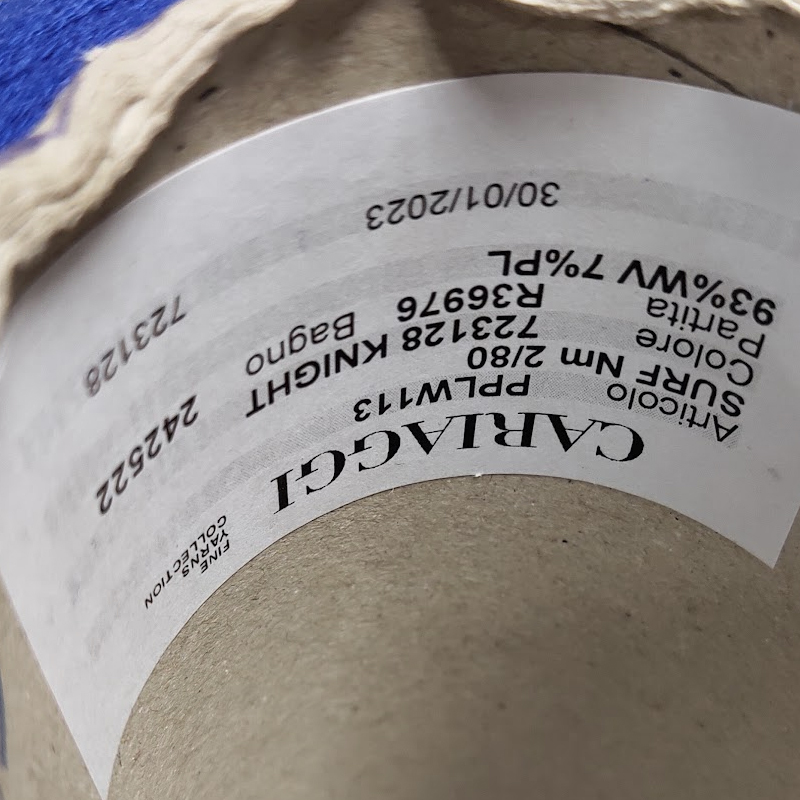 CARIAGGI FINE
YARNS
COLLECTION
Articolo PPLW113
SURF Nm 2/80
Colore 723128 KNIGHT 242522
Partita R36976 Bagno
93%WV 7%PL 723128
30/01/2023